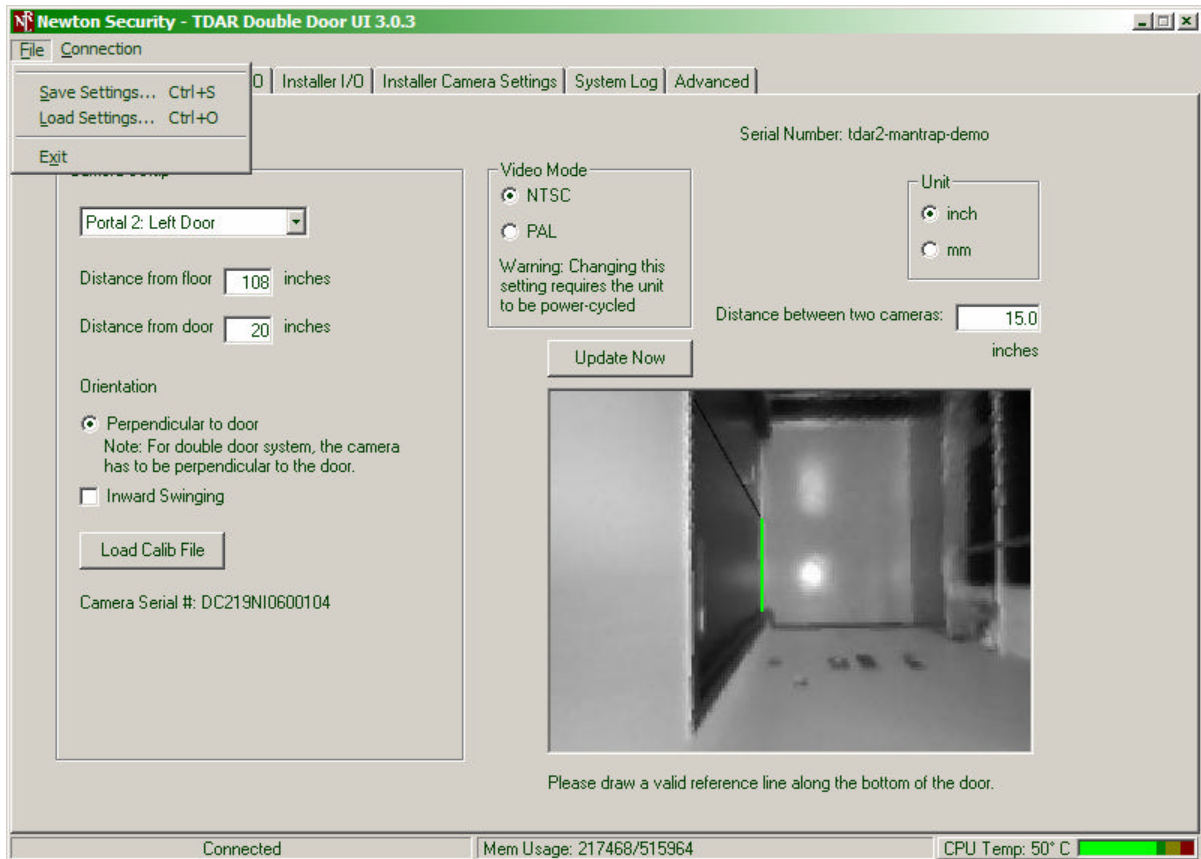 Newton Security - TDAR Double Door UI 3.0.3
File Connection
Save Settings... Ctrl+S
Load Settings... Ctrl+O
Exit
Installer I/O Installer Camera Settings System Log Advanced
Serial Number: tdar2-mantrap-demo
Portal 2: Left Door
Distance from floor 108 inches
Distance from door 20 inches
Orientation
Perpendicular to door
Note: For double door system, the camera
has to be perpendicular to the door.
Inward Swinging
Load Calib File
Camera Serial #: DC219NI0600104
Video Mode
NTSC
PAL
Warning: Changing this
setting requires the unit
to be power-cycled
Unit
inch
mm
Distance between two cameras: 15.0
inches
Update Now
Please draw a valid reference line along the bottom of the door.
Connected
Mem Usage: 217468/515964
CPU Temp: 50° C